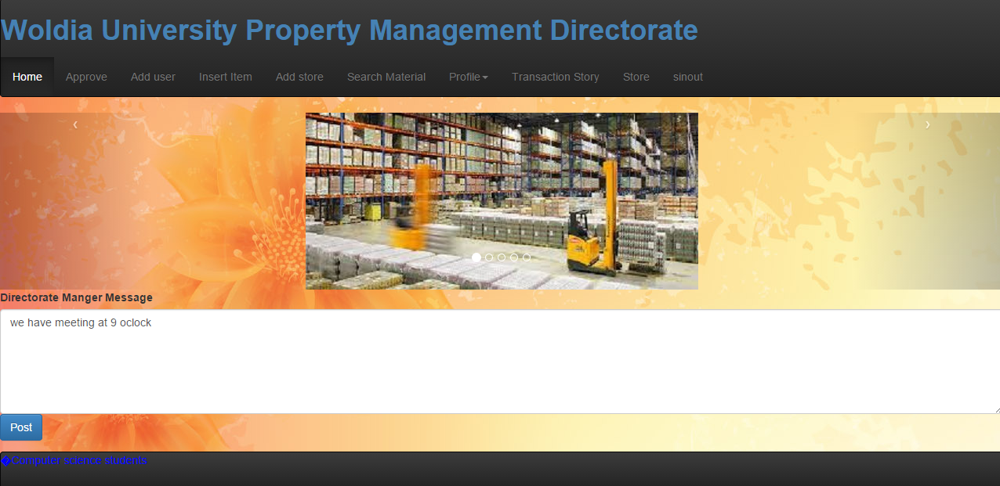 Woldia University Property Management Directorate
Home Approve Add user Insert Item Add store Search Material Profile Transaction Story Store sinout
Directorate Manger Message
we have meeting at 9 oclock
Post
�Computer science students